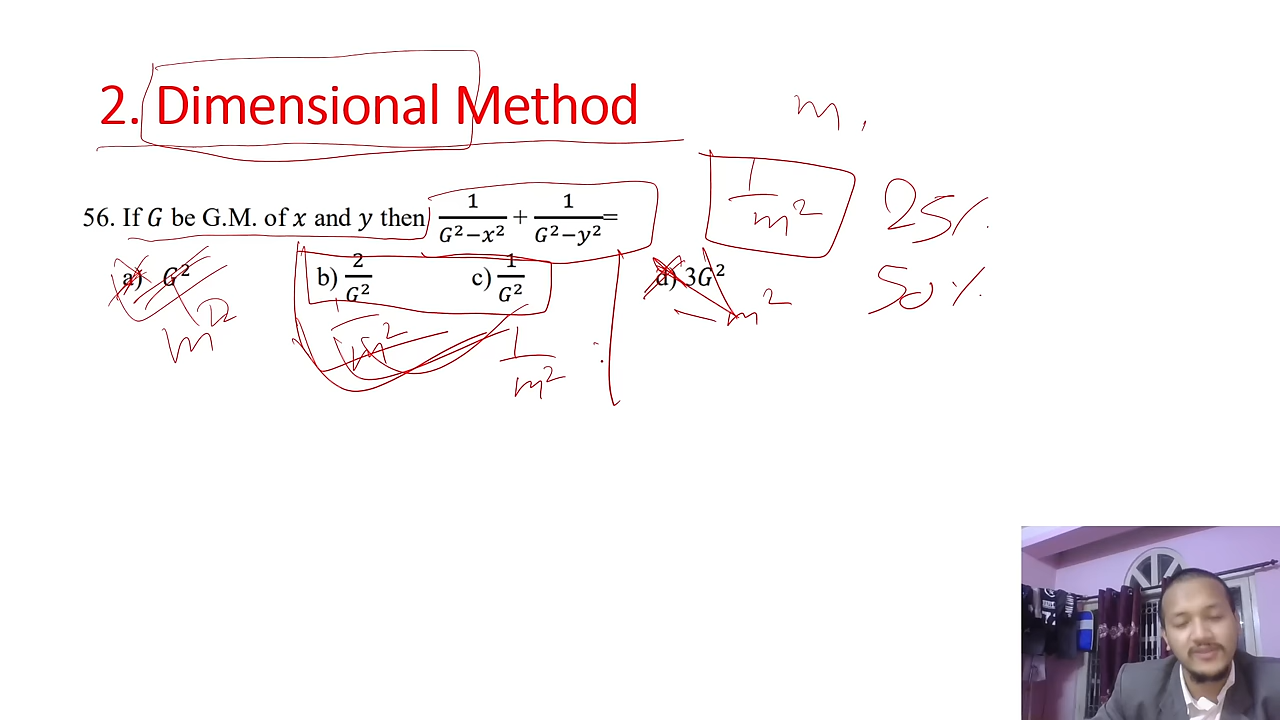 2. Dimensional Method
m,
1/m² 25%
56. If G be G.M. of x and y then 1/(G²−x²) + 1/(G²−y²) =
50%
a) G² b) 2/G² c) 1/G² d) 3G²
m² m² 1/m² m²